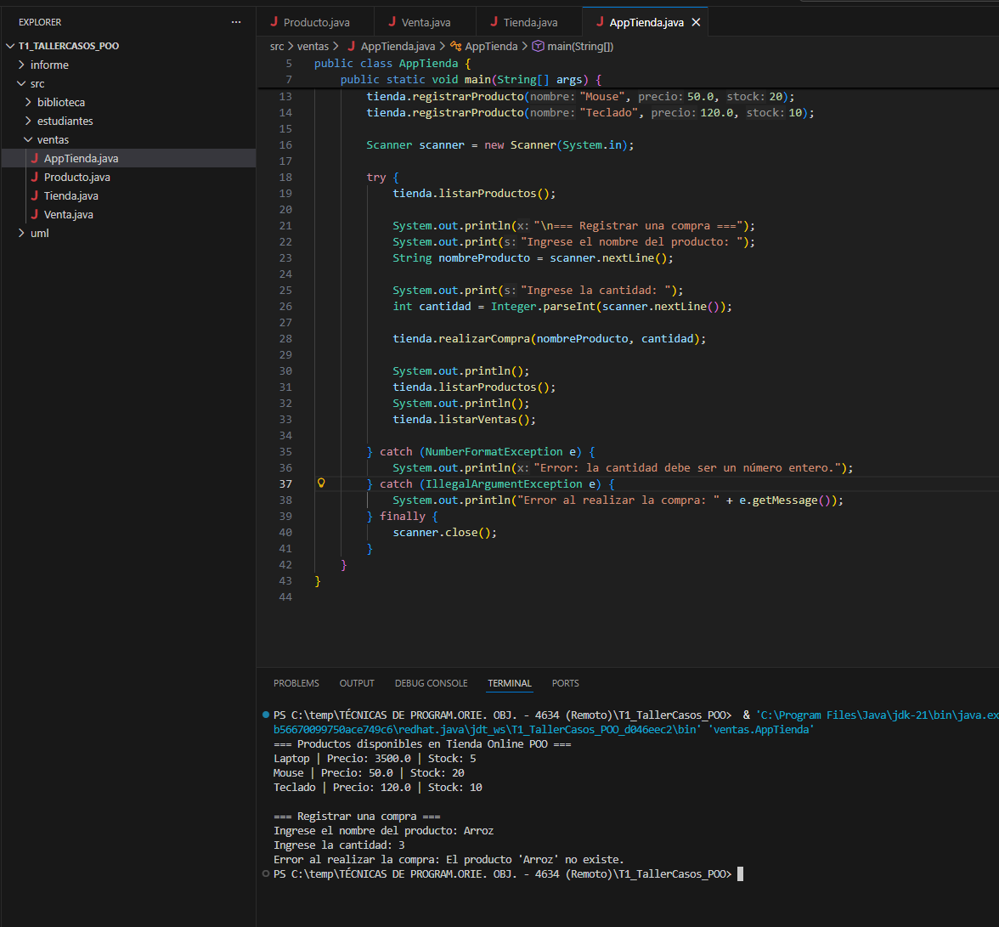 EXPLORER
T1_TALLERCASOS_POO
informe
src
biblioteca
estudiantes
ventas
AppTienda.java
Producto.java
Tienda.java
Venta.java
uml
Producto.java Venta.java Tienda.java AppTienda.java
src > ventas > AppTienda.java > AppTienda > main(String[])
5 public class AppTienda {
7 public static void main(String[] args) {
13 tienda.registrarProducto(nombre: "Mouse", precio: 50.0, stock: 20);
14 tienda.registrarProducto(nombre: "Teclado", precio: 120.0, stock: 10);
15
16 Scanner scanner = new Scanner(System.in);
17
18 try {
19 tienda.listarProductos();
20
21 System.out.println(x: "\n=== Registrar una compra ===");
22 System.out.print(s: "Ingrese el nombre del producto: ");
23 String nombreProducto = scanner.nextLine();
24
25 System.out.print(s: "Ingrese la cantidad: ");
26 int cantidad = Integer.parseInt(scanner.nextLine());
27
28 tienda.realizarCompra(nombreProducto, cantidad);
29
30 System.out.println();
31 tienda.listarProductos();
32 System.out.println();
33 tienda.listarVentas();
34
35 } catch (NumberFormatException e) {
36 System.out.println(x: "Error: la cantidad debe ser un número entero.");
37 } catch (IllegalArgumentException e) {
38 System.out.println("Error al realizar la compra: " + e.getMessage());
39 } finally {
40 scanner.close();
41 }
42 }
43 }
44
PROBLEMS OUTPUT DEBUG CONSOLE TERMINAL PORTS
PS C:\temp\TÉCNICAS DE PROGRAM.ORIE. OBJ. - 4634 (Remoto)\T1_TallerCasos_POO> & 'C:\Program Files\Java\jdk-21\bin\java.ex
b56670099750ace749c6\redhat.java\jdt_ws\T1_TallerCasos_POO_d046eec2\bin' 'ventas.AppTienda'
=== Productos disponibles en Tienda Online POO ===
Laptop | Precio: 3500.0 | Stock: 5
Mouse | Precio: 50.0 | Stock: 20
Teclado | Precio: 120.0 | Stock: 10
=== Registrar una compra ===
Ingrese el nombre del producto: Arroz
Ingrese la cantidad: 3
Error al realizar la compra: El producto 'Arroz' no existe.
PS C:\temp\TÉCNICAS DE PROGRAM.ORIE. OBJ. - 4634 (Remoto)\T1_TallerCasos_POO>